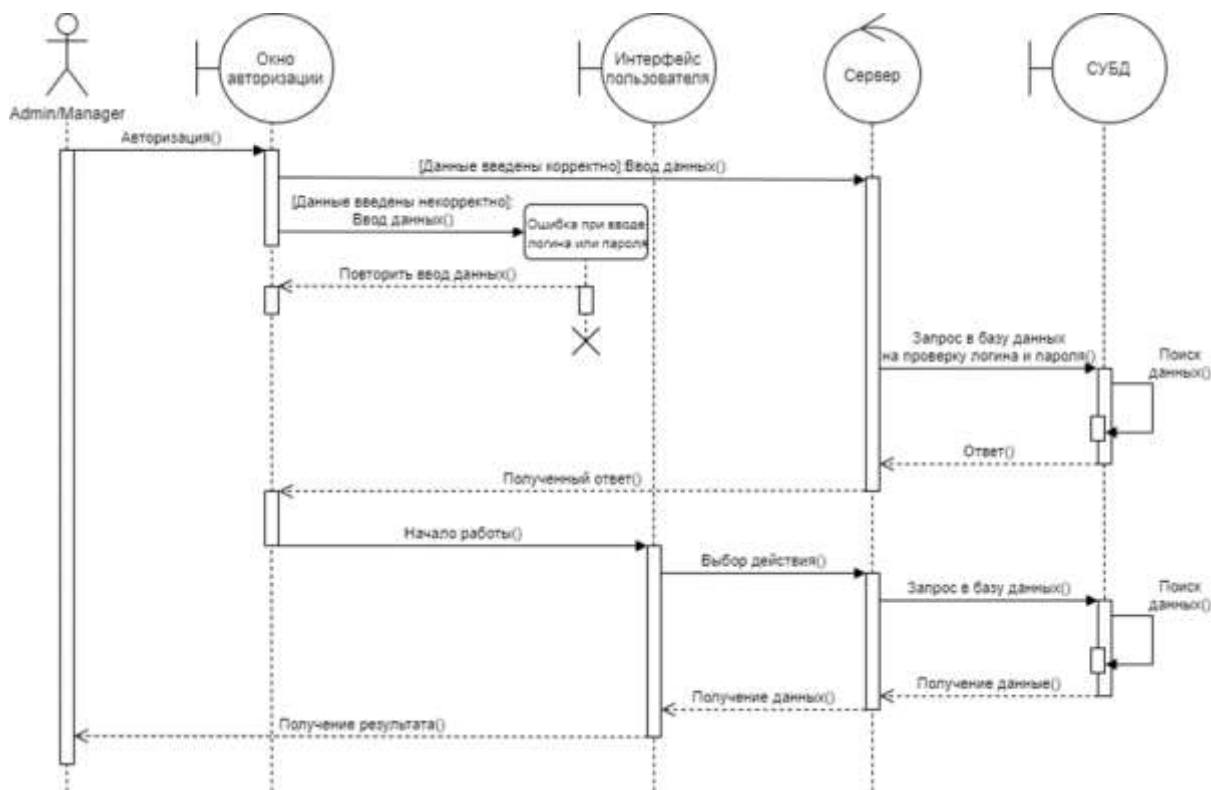 Окно
авторизации
Интерфейс
пользователя
Сервер
СУБД
Admin/Manager
Авторизация()
[Данные введены корректно]:Ввод данных()
[Данные введены некорректно]:
Ввод данных()
Ошибка при вводе
логина или пароля
Повторить ввод данных()
Запрос в базу данных
на проверку логина и пароля()
Поиск
данных()
Ответ()
Полученный ответ()
Начало работы()
Выбор действия()
Запрос в базу данных()
Поиск
данных()
Получение данные()
Получение данных()
Получение результата()